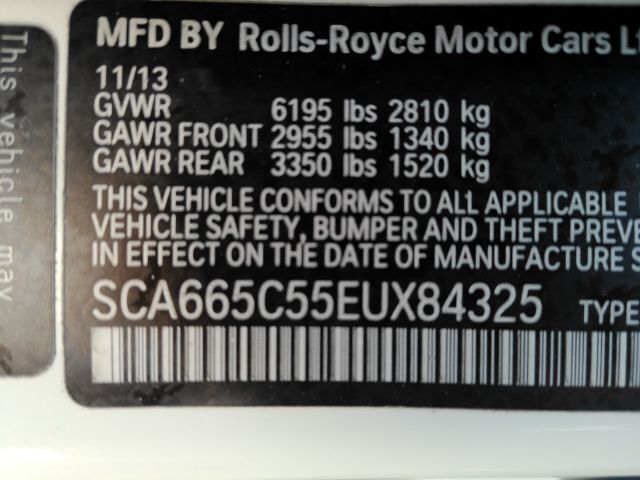 This vehicle may
MFD BY Rolls-Royce Motor Cars
11/13
GVWR 6195 lbs 2810 kg
GAWR FRONT 2955 lbs 1340 kg
GAWR REAR 3350 lbs 1520 kg
THIS VEHICLE CONFORMS TO ALL APPLICABLE
VEHICLE SAFETY, BUMPER AND THEFT
IN EFFECT ON THE DATE OF MANUFACTURE
SCA665C55EUX84325 TYPE